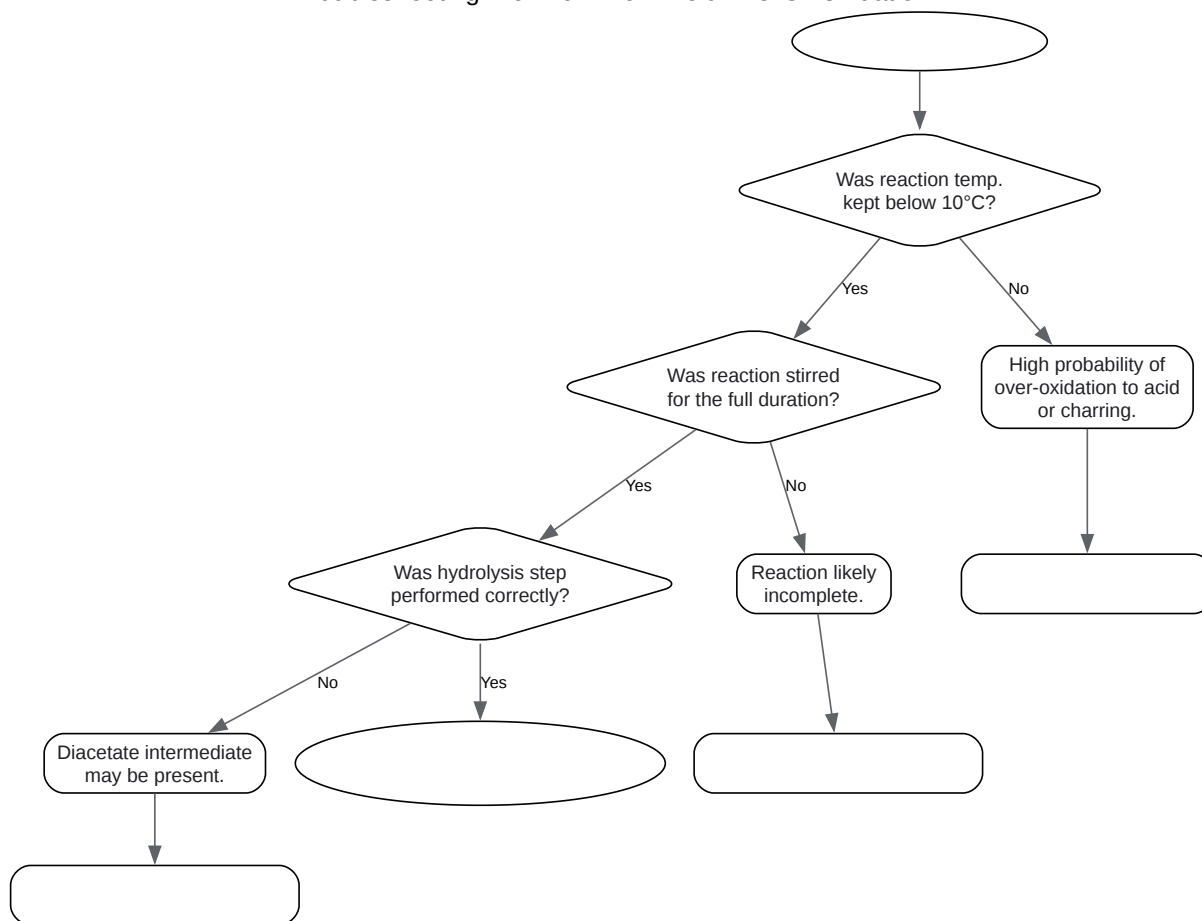 Was reaction temp.
kept below 10°C?
Yes
No
Was reaction stirred
for the full duration?
High probability of
over-oxidation to acid
or charring.
Yes
No
Was hydrolysis step
performed correctly?
Reaction likely
incomplete.
No
Yes
Diacetate intermediate
may be present.